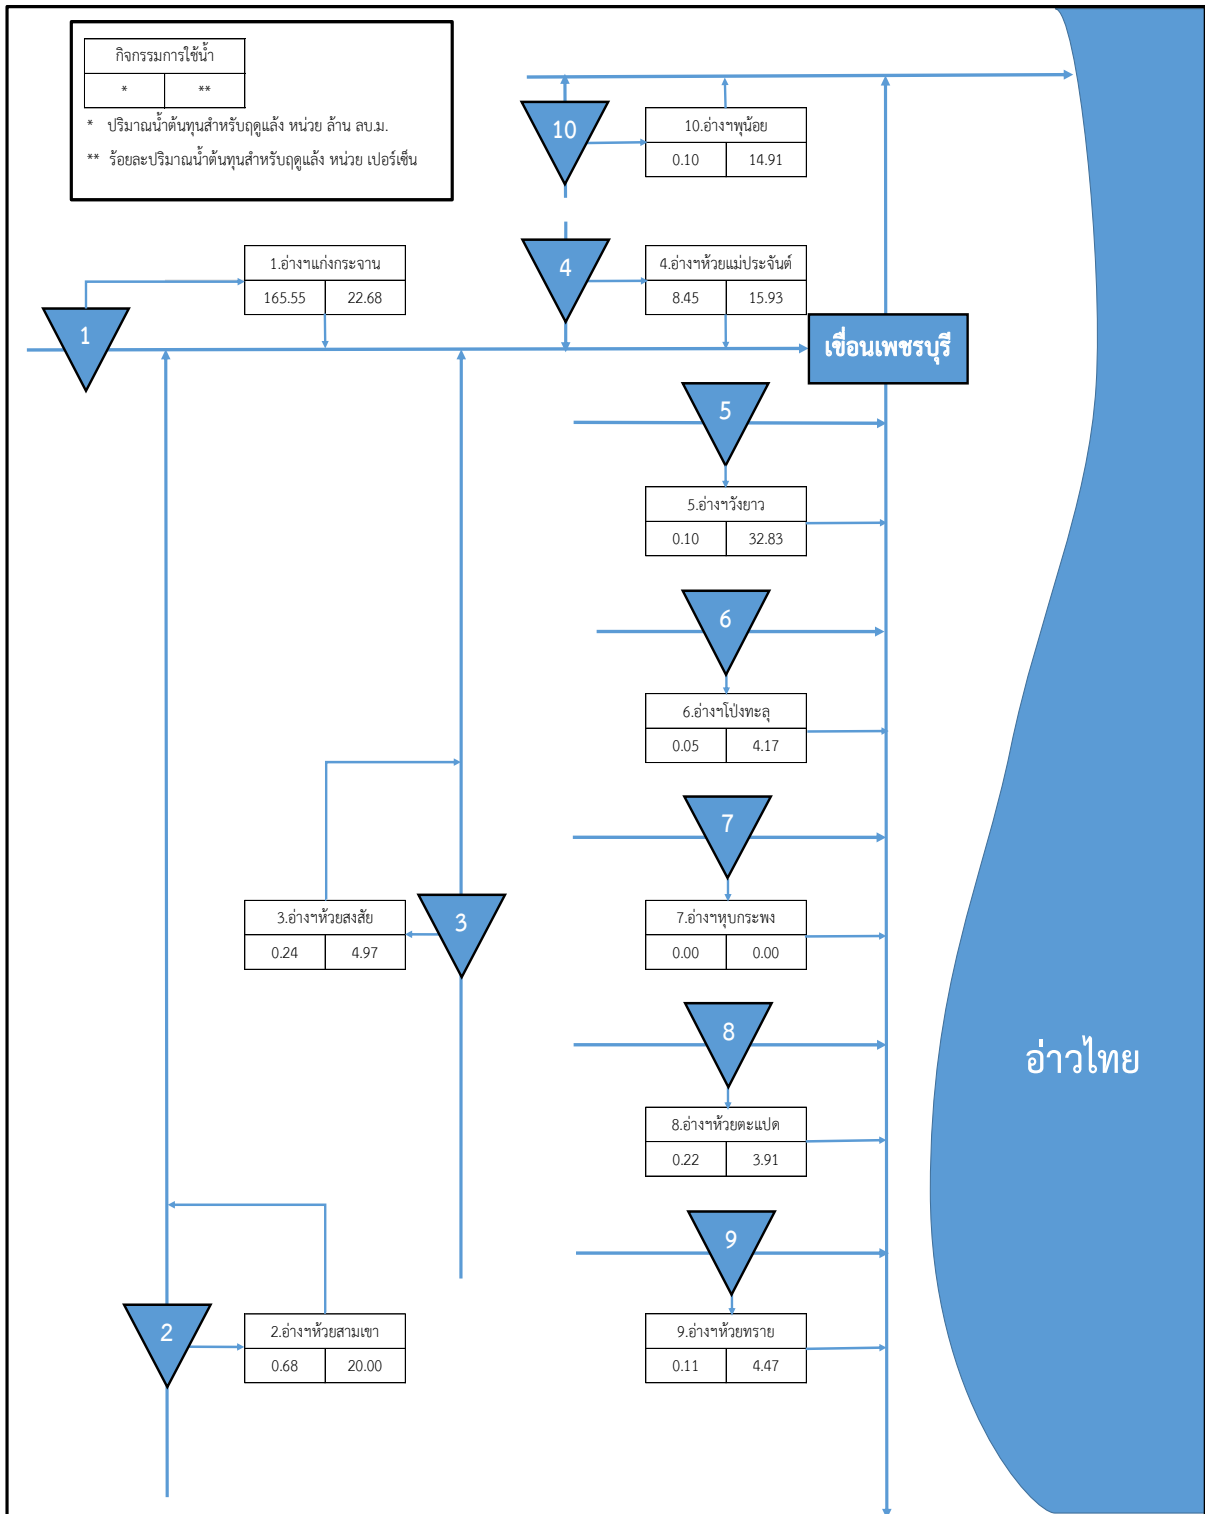 กิจกรรมการใช้น้ำ
* **
* ปริมาณน้ำต้นทุนสำหรับฤดูแล้ง หน่วย ล้าน ลบ.ม.
** ร้อยละปริมาณน้ำต้นทุนสำหรับฤดูแล้ง หน่วย เปอร์เซ็น
10
10.อ่างฯพุน้อย
0.10 14.91
1
1.อ่างฯแก่งกระจาน
165.55 22.68
4
4.อ่างฯห้วยแม่ประจันต์
8.45 15.93
เขื่อนเพชรบุรี
5
5.อ่างฯวังยาว
0.10 32.83
6
6.อ่างฯโป่งทะลุ
0.05 4.17
7
7.อ่างฯหุบกระพง
0.00 0.00
3
3.อ่างฯห้วยสงสัย
0.24 4.97
8
8.อ่างฯห้วยตะแปด
0.22 3.91
อ่าวไทย
9
9.อ่างฯห้วยทราย
0.11 4.47
2
2.อ่างฯห้วยสามเขา
0.68 20.00